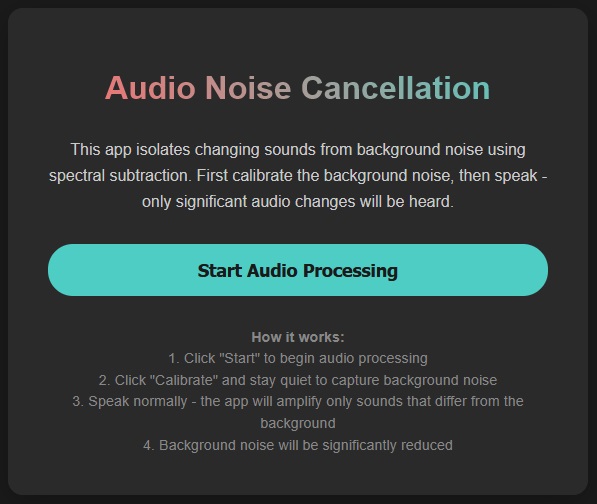 Audio Noise Cancellation
This app isolates changing sounds from background noise using
spectral subtraction. First calibrate the background noise, then speak -
only significant audio changes will be heard.
Start Audio Processing
How it works:
1. Click "Start" to begin audio processing
2. Click "Calibrate" and stay quiet to capture background noise
3. Speak normally - the app will amplify only sounds that differ from the
background
4. Background noise will be significantly reduced